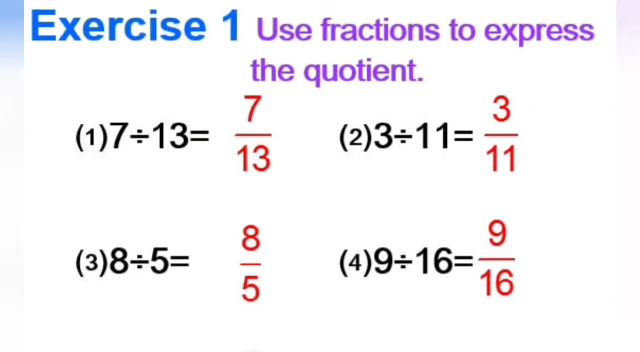 Exercise 1 Use fractions to express
the quotient.
(1)7÷13= 7/13 (2)3÷11= 3/11
(3)8÷5= 8/5 (4)9÷16= 9/16